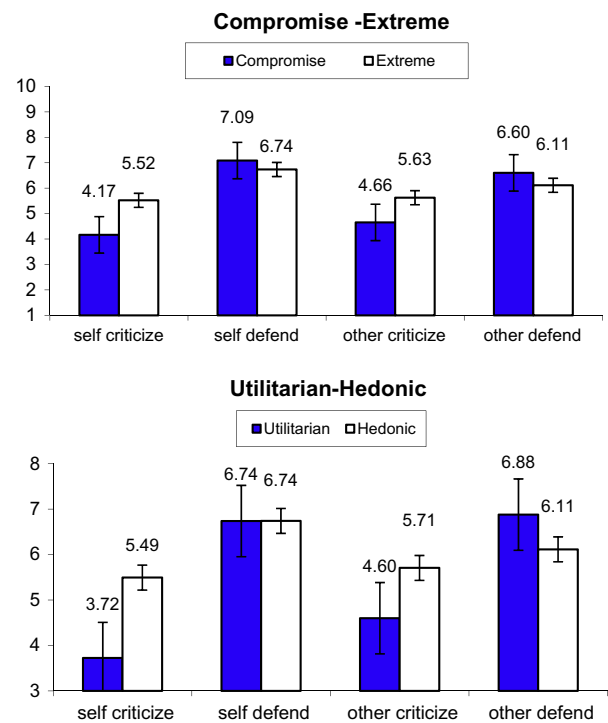 Compromise -Extreme
Compromise Extreme
10
9
8
7
6
5
4
3
2
1
4.17 5.52 7.09 6.74 4.66 5.63 6.60 6.11
self criticize self defend other criticize other defend
Utilitarian-Hedonic
Utilitarian Hedonic
8
7
6
5
4
3
3.72 5.49 6.74 6.74 4.60 5.71 6.88 6.11
self criticize self defend other criticize other defend